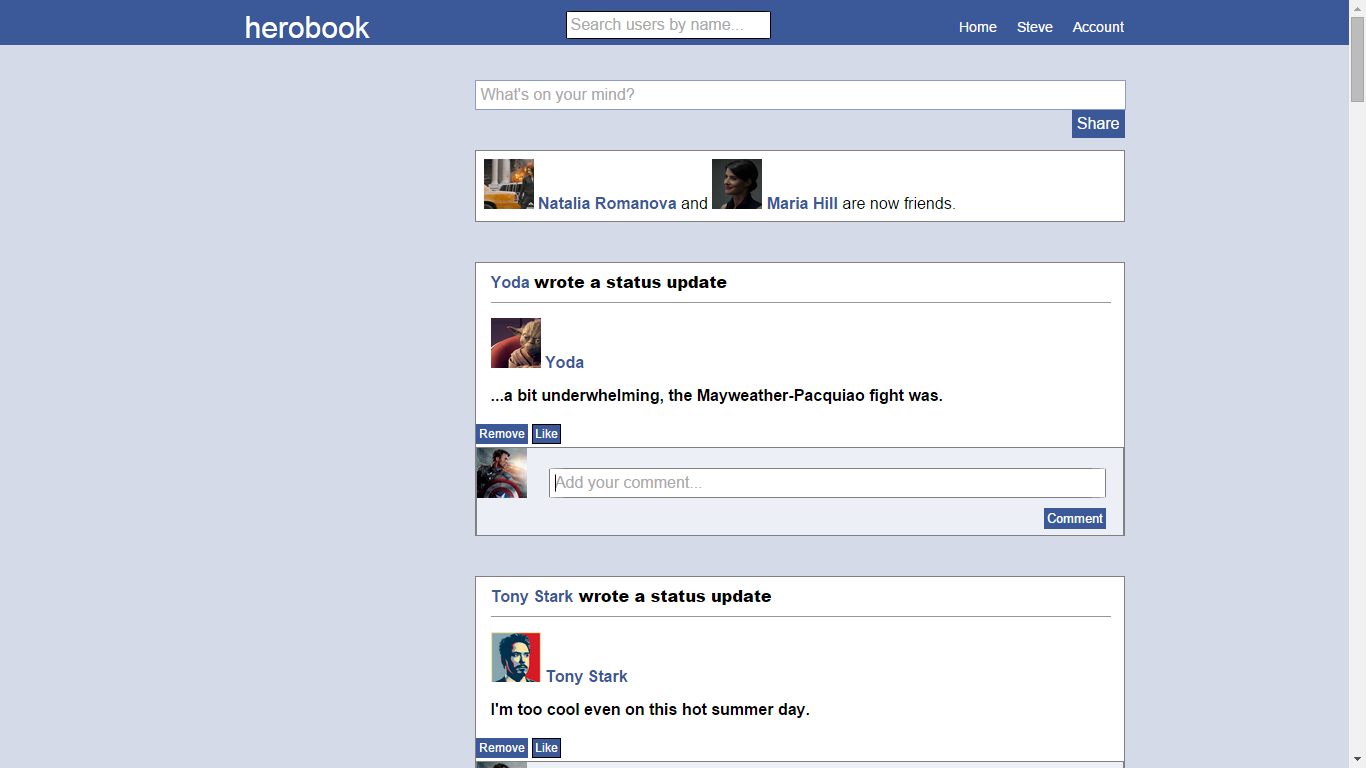 herobook
Search users by name...
Home Steve Account
What's on your mind?
Share
Natalia Romanova and Maria Hill are now friends.
Yoda wrote a status update
Yoda
...a bit underwhelming, the Mayweather-Pacquiao fight was.
Remove Like
Add your comment...
Comment
Tony Stark wrote a status update
Tony Stark
I'm too cool even on this hot summer day.
Remove Like